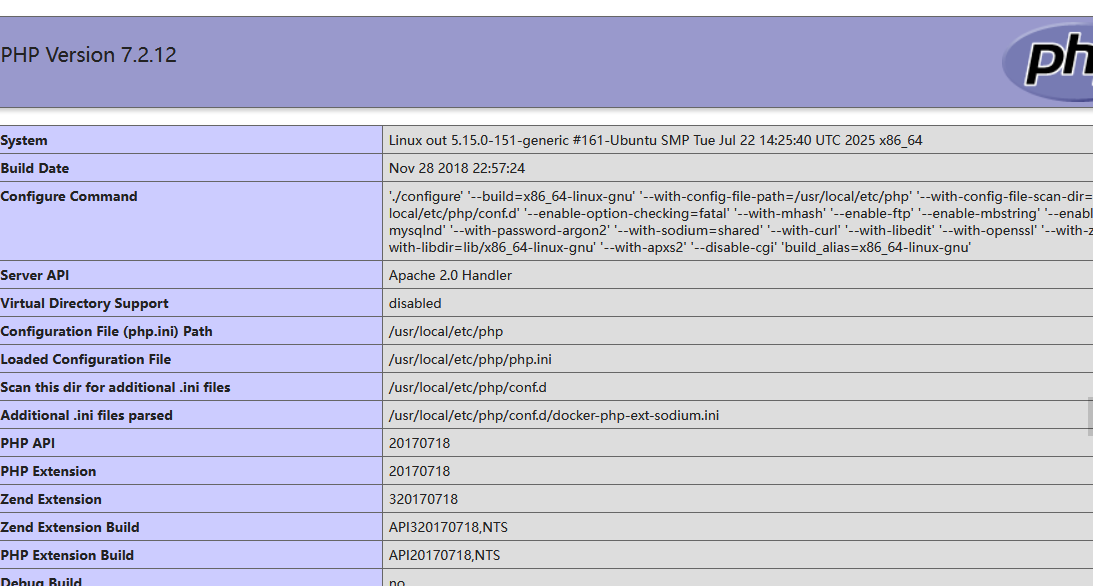 PHP Version 7.2.12
System Linux out 5.15.0-151-generic #161-Ubuntu SMP Tue Jul 22 14:25:40 UTC 2025 x86_64
Build Date Nov 28 2018 22:57:24
Configure Command './configure' '--build=x86_64-linux-gnu' '--with-config-file-path=/usr/local/etc/php' '--with-config-file-scan-dir=
local/etc/php/conf.d' '--enable-option-checking=fatal' '--with-mhash' '--enable-ftp' '--enable-mbstring' '--enabl
mysqlnd' '--with-password-argon2' '--with-sodium=shared' '--with-curl' '--with-libedit' '--with-openssl' '--with-z
with-libdir=lib/x86_64-linux-gnu' '--with-apxs2' '--disable-cgi' 'build_alias=x86_64-linux-gnu'
Server API Apache 2.0 Handler
Virtual Directory Support disabled
Configuration File (php.ini) Path /usr/local/etc/php
Loaded Configuration File /usr/local/etc/php/php.ini
Scan this dir for additional .ini files /usr/local/etc/php/conf.d
Additional .ini files parsed /usr/local/etc/php/conf.d/docker-php-ext-sodium.ini
PHP API 20170718
PHP Extension 20170718
Zend Extension 320170718
Zend Extension Build API320170718,NTS
PHP Extension Build API20170718,NTS
Debug Build no